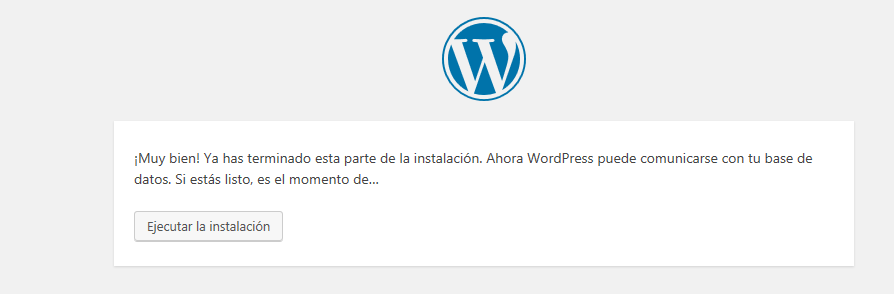 ¡Muy bien! Ya has terminado esta parte de la instalación. Ahora WordPress puede comunicarse con tu base de
datos. Si estás listo, es el momento de…
Ejecutar la instalación